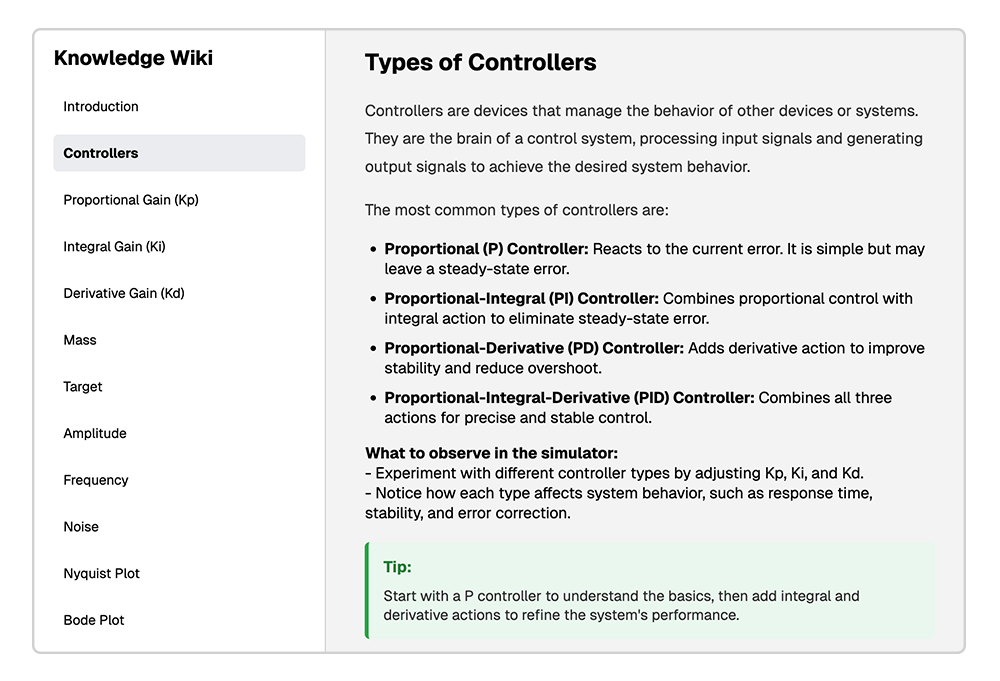 Knowledge Wiki
Introduction
Controllers
Proportional Gain (Kp)
Integral Gain (Ki)
Derivative Gain (Kd)
Mass
Target
Amplitude
Frequency
Noise
Nyquist Plot
Bode Plot
Types of Controllers
Controllers are devices that manage the behavior of other devices or systems.
They are the brain of a control system, processing input signals and generating
output signals to achieve the desired system behavior.
The most common types of controllers are:
• Proportional (P) Controller: Reacts to the current error. It is simple but may
leave a steady-state error.
• Proportional-Integral (PI) Controller: Combines proportional control with
integral action to eliminate steady-state error.
• Proportional-Derivative (PD) Controller: Adds derivative action to improve
stability and reduce overshoot.
• Proportional-Integral-Derivative (PID) Controller: Combines all three
actions for precise and stable control.
What to observe in the simulator:
- Experiment with different controller types by adjusting Kp, Ki, and Kd.
- Notice how each type affects system behavior, such as response time,
stability, and error correction.
Tip:
Start with a P controller to understand the basics, then add integral and
derivative actions to refine the system's performance.